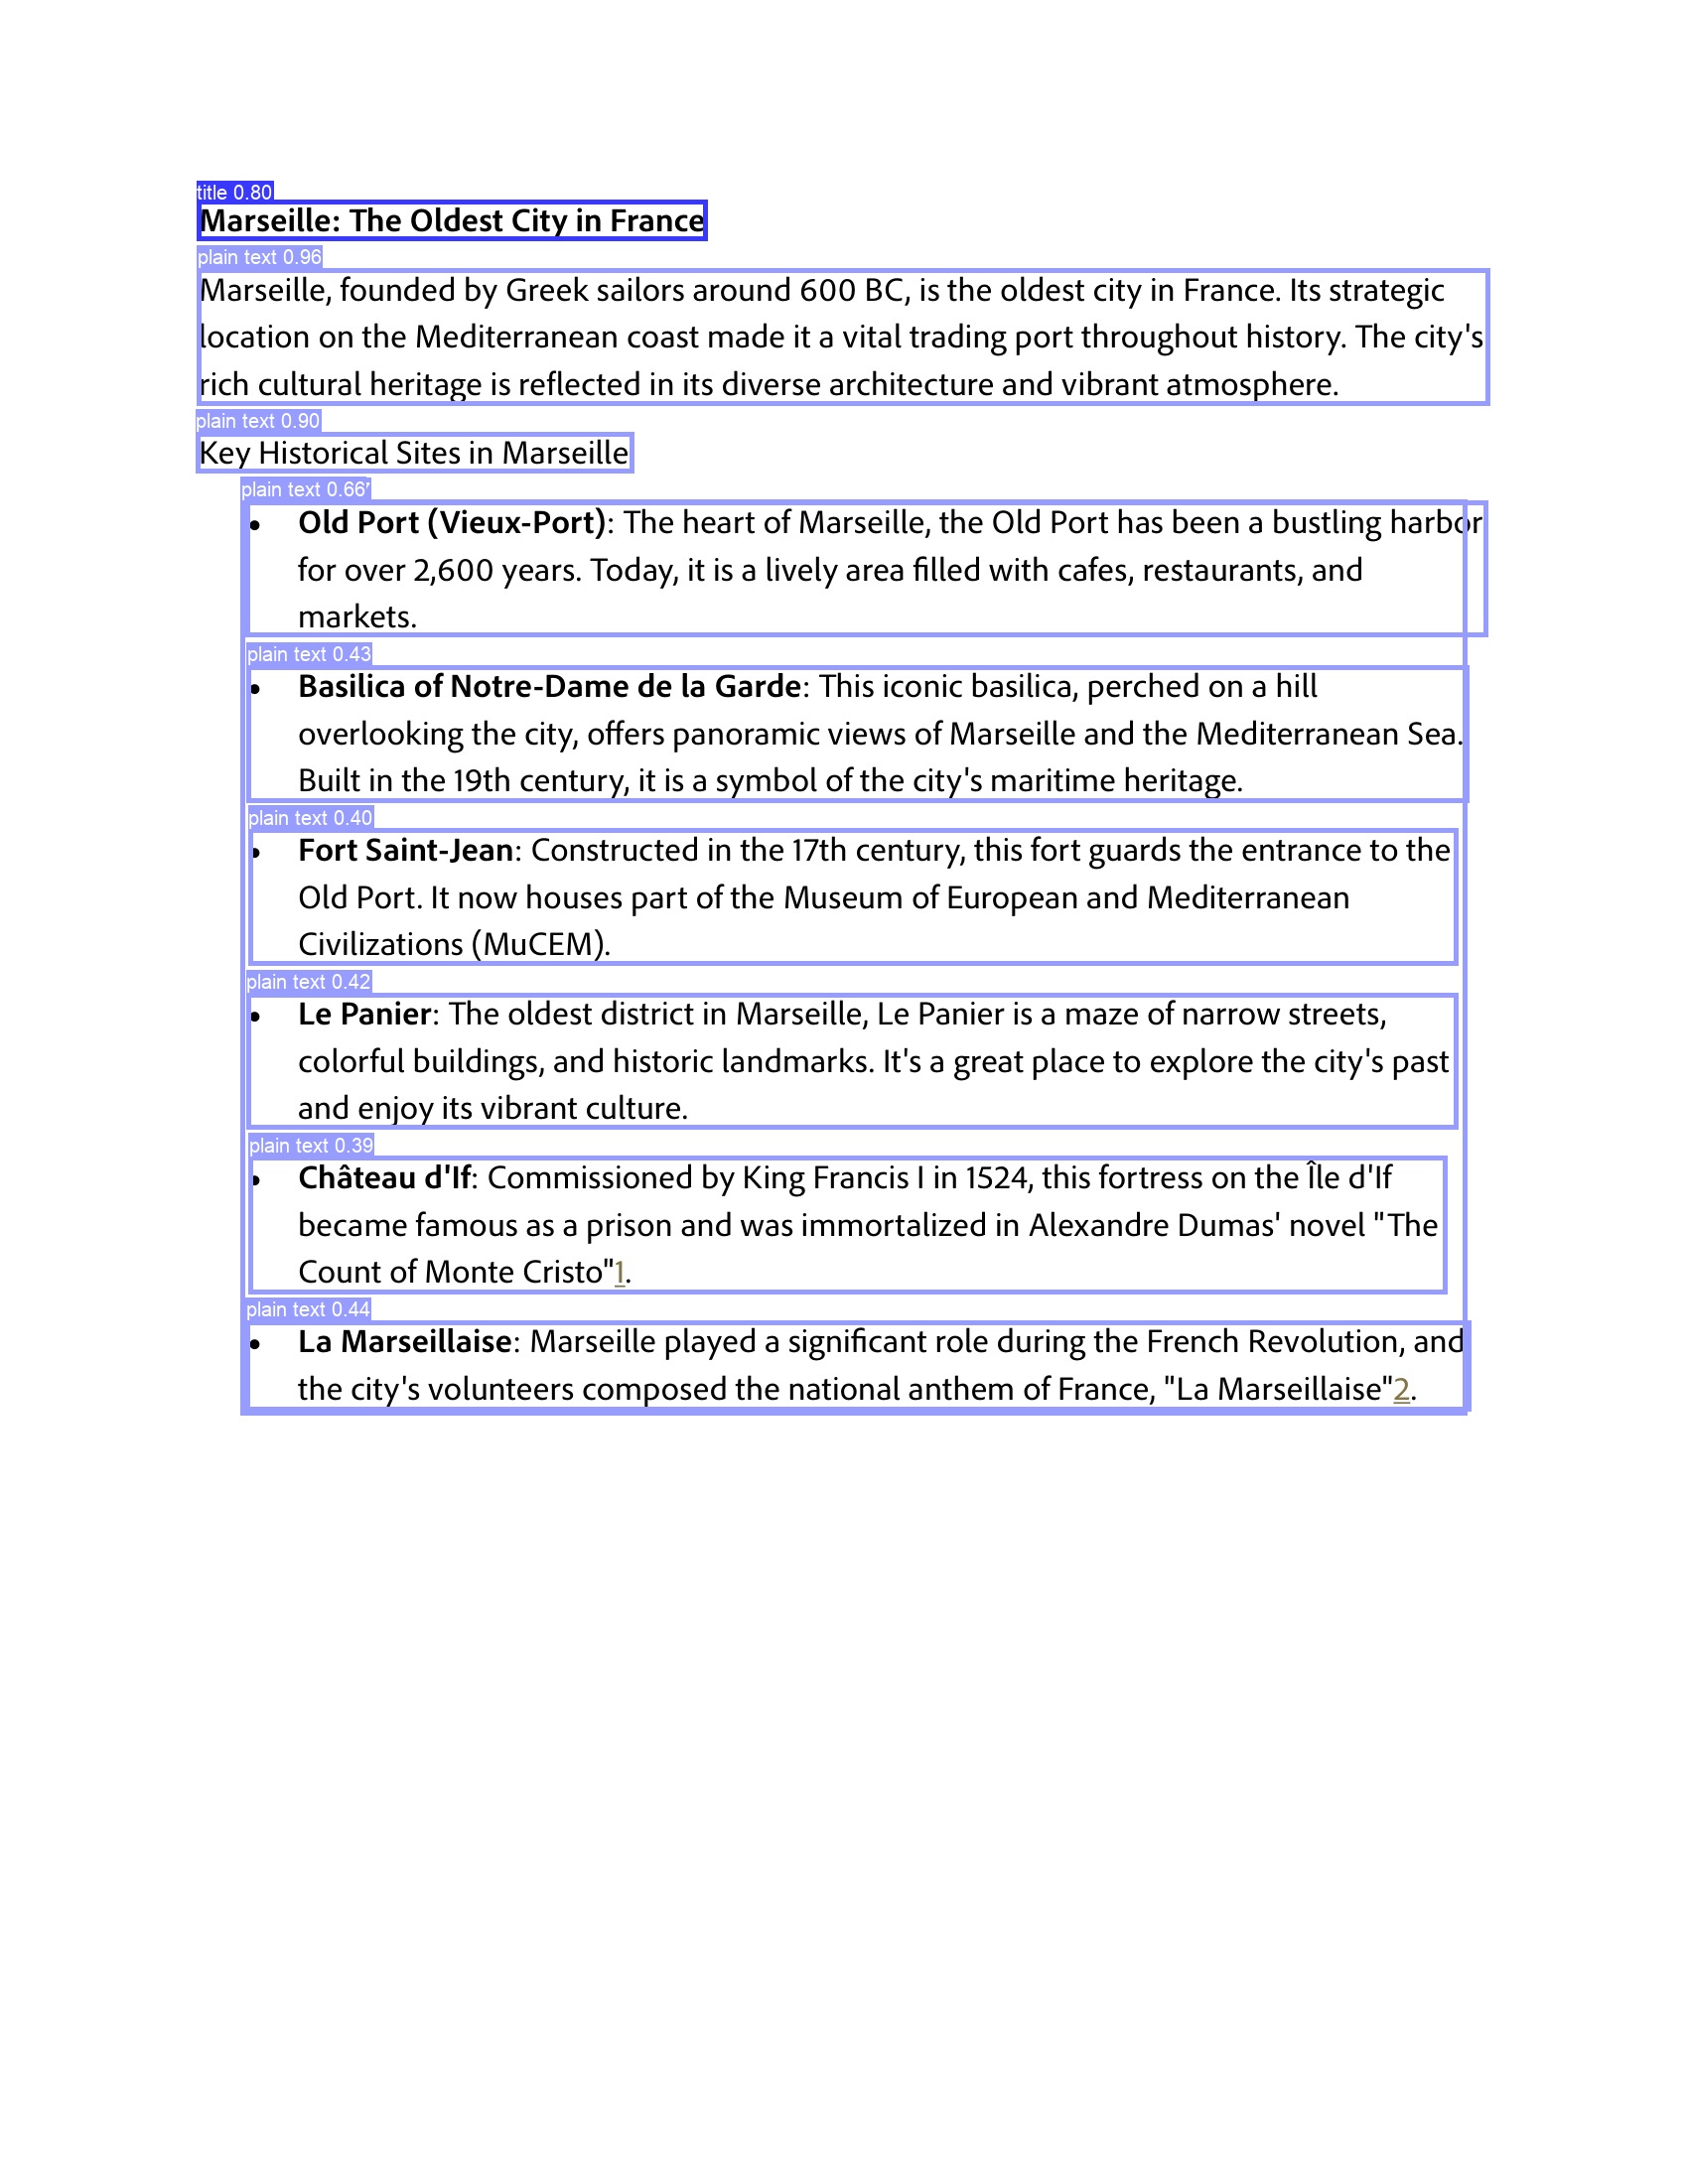 title 0.80
Marseille: The Oldest City in France
plain text 0.96
Marseille, founded by Greek sailors around 600 BC, is the oldest city in France. Its strategic
location on the Mediterranean coast made it a vital trading port throughout history. The city's
rich cultural heritage is reflected in its diverse architecture and vibrant atmosphere.
plain text 0.90
Key Historical Sites in Marseille
plain text 0.66
• Old Port (Vieux-Port): The heart of Marseille, the Old Port has been a bustling harbor
for over 2,600 years. Today, it is a lively area filled with cafes, restaurants, and
markets.
plain text 0.43
• Basilica of Notre-Dame de la Garde: This iconic basilica, perched on a hill
overlooking the city, offers panoramic views of Marseille and the Mediterranean Sea.
Built in the 19th century, it is a symbol of the city's maritime heritage.
plain text 0.40
• Fort Saint-Jean: Constructed in the 17th century, this fort guards the entrance to the
Old Port. It now houses part of the Museum of European and Mediterranean
Civilizations (MuCEM).
plain text 0.42
• Le Panier: The oldest district in Marseille, Le Panier is a maze of narrow streets,
colorful buildings, and historic landmarks. It's a great place to explore the city's past
and enjoy its vibrant culture.
plain text 0.39
• Château d'If: Commissioned by King Francis I in 1524, this fortress on the Île d'If
became famous as a prison and was immortalized in Alexandre Dumas' novel "The
Count of Monte Cristo"1.
plain text 0.44
• La Marseillaise: Marseille played a significant role during the French Revolution, and
the city's volunteers composed the national anthem of France, "La Marseillaise"2.